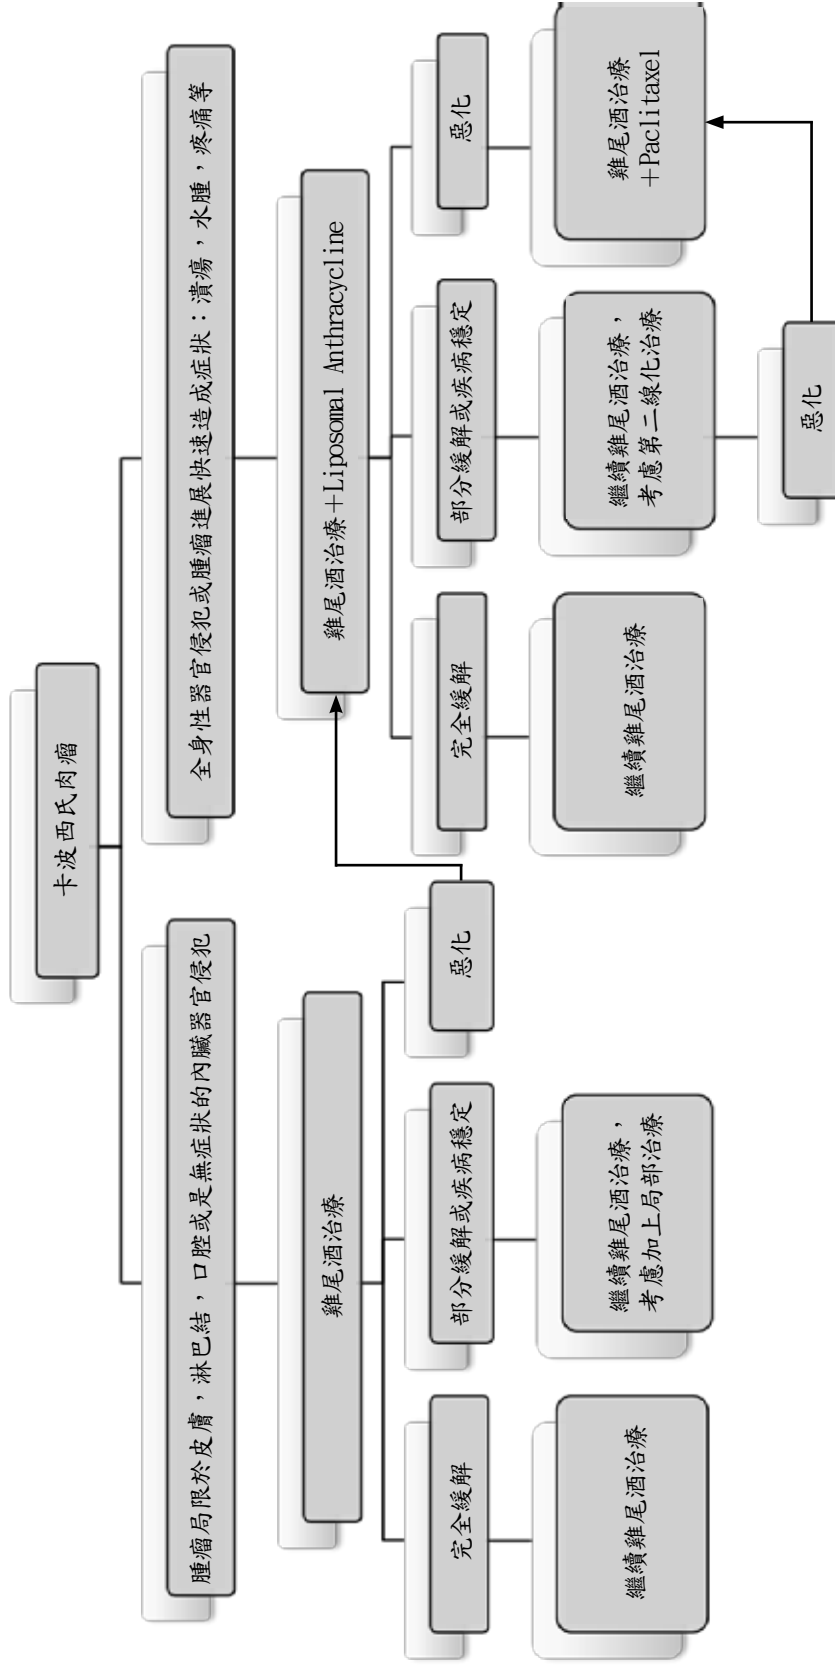 卡波西氏肉瘤
腫瘤局限於皮膚，淋巴結，口腔或是無症狀的內臟器官侵犯
全身性器官侵犯或腫瘤進展快速造成症狀：潰瘍，水腫，疼痛等
雞尾酒治療
雞尾酒治療+Liposomal Anthracycline
完全緩解
部分緩解或疾病穩定
惡化
完全緩解
部分緩解或疾病穩定
惡化
繼續雞尾酒治療
繼續雞尾酒治療，
考慮加上局部治療
繼續雞尾酒治療
繼續雞尾酒治療，
考慮第二線化治療
雞尾酒治療
+Paclitaxel
惡化